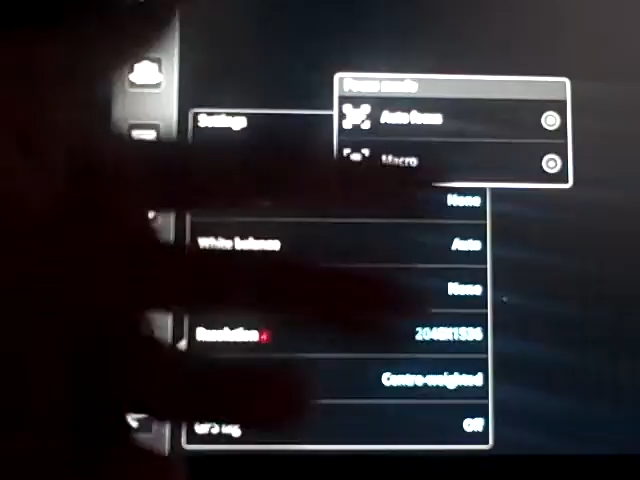 Focus mode
Settings
Auto focus
Macro
None
White balance Auto
None
Resolution 2048X1536
Centre-weighted
GPS tag Off